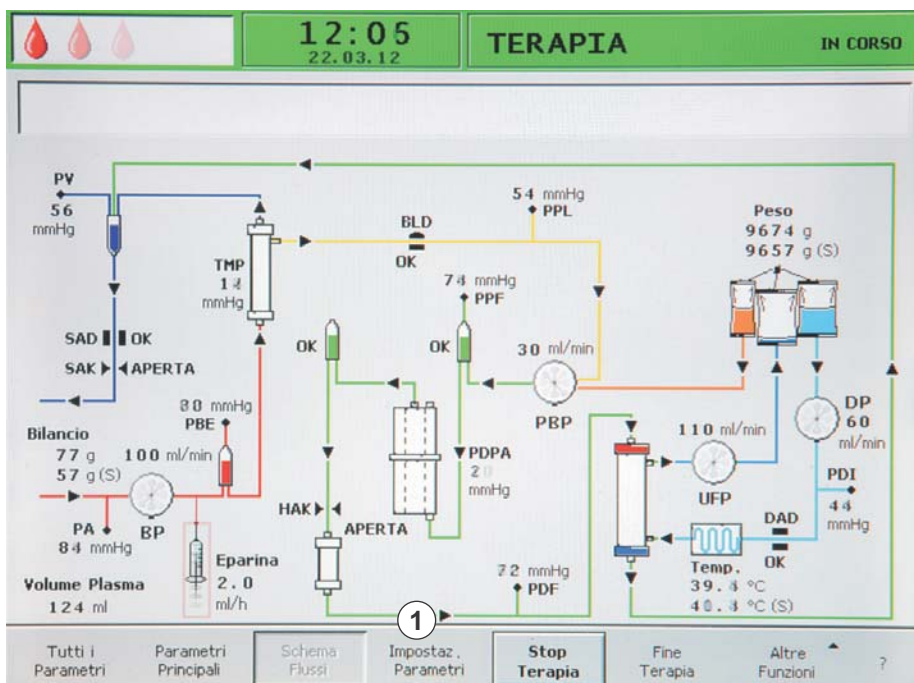 12:05
22.03.12
TERAPIA
IN CORSO
PV
56
mmHg
54 mmHg
PPL
BLD
OK
Peso
9674 g
9657 g (S)
TMP
mmHg
74 mmHg
PPF
SAD
OK
OK
OK
30 ml/min
SAK
APERTA
PBP
DP
60
ml/min
80 mmHg
PBE
Bilancio
77 g
57 g (S)
100 ml/min
110 ml/min
PDPA
mmHg
UFP
PDI
44
mmHg
PA
84 mmHg
BP
HAK
APERTA
DAD
OK
Eparina
2.0
ml/h
Temp.
°C
°C (S)
Volume Plasma
124 ml
72 mmHg
PDF
1
Tutti i
Parametri
Parametri
Principali
Schema
Flussi
Impostaz.
Parametri
Stop
Terapia
Fine
Terapia
Altre
Funzioni
?